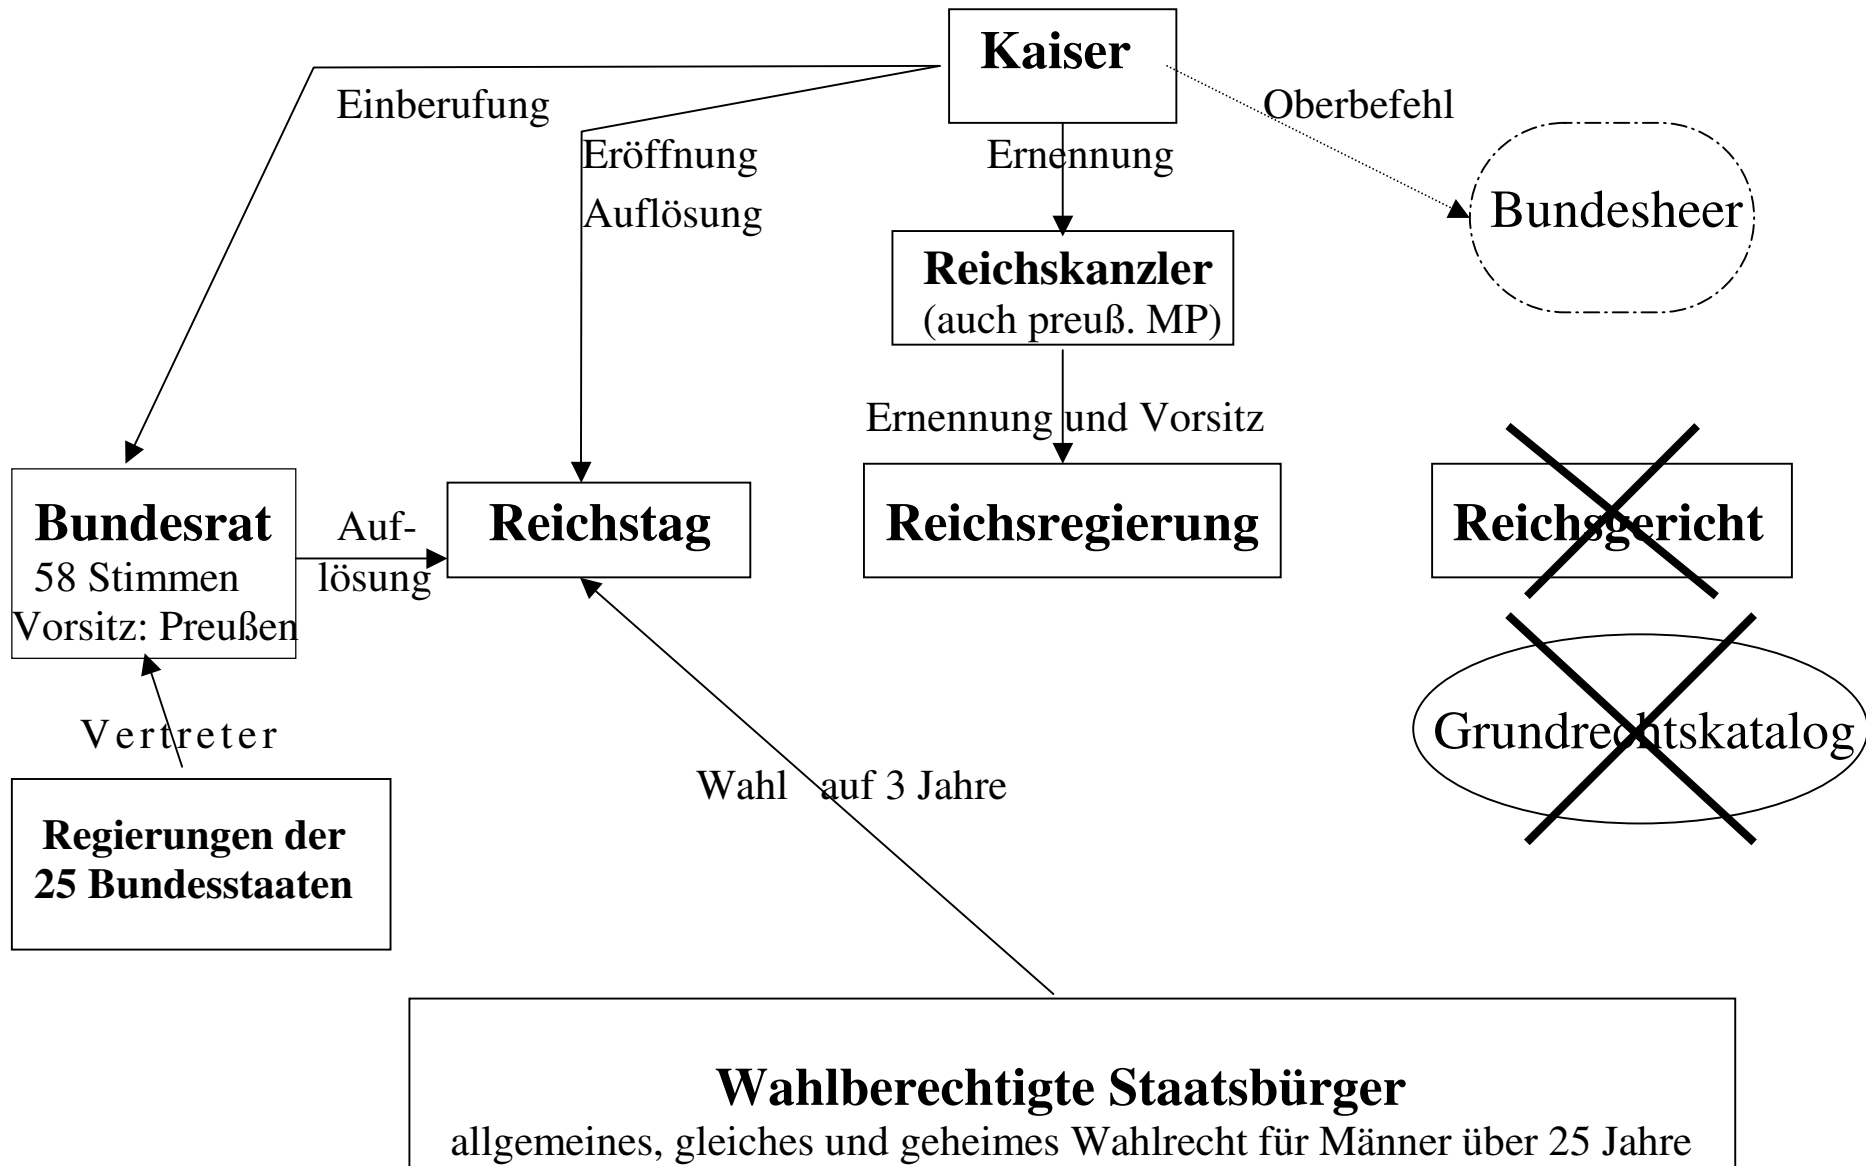 Kaiser
Einberufung
Oberbefehl
Eröffnung
Auflösung
Ernennung
Bundesheer
Reichskanzler
(auch preuß. MP)
Ernennung und Vorsitz
Bundesrat
58 Stimmen
Vorsitz: Preußen
Auf-
lösung
Reichstag
Reichsregierung
Reichsgericht
Vertreter
Grundrechtskatalog
Wahl auf 3 Jahre
Regierungen der
25 Bundesstaaten
Wahlberechtigte Staatsbürger
allgemeines, gleiches und geheimes Wahlrecht für Männer über 25 Jahre